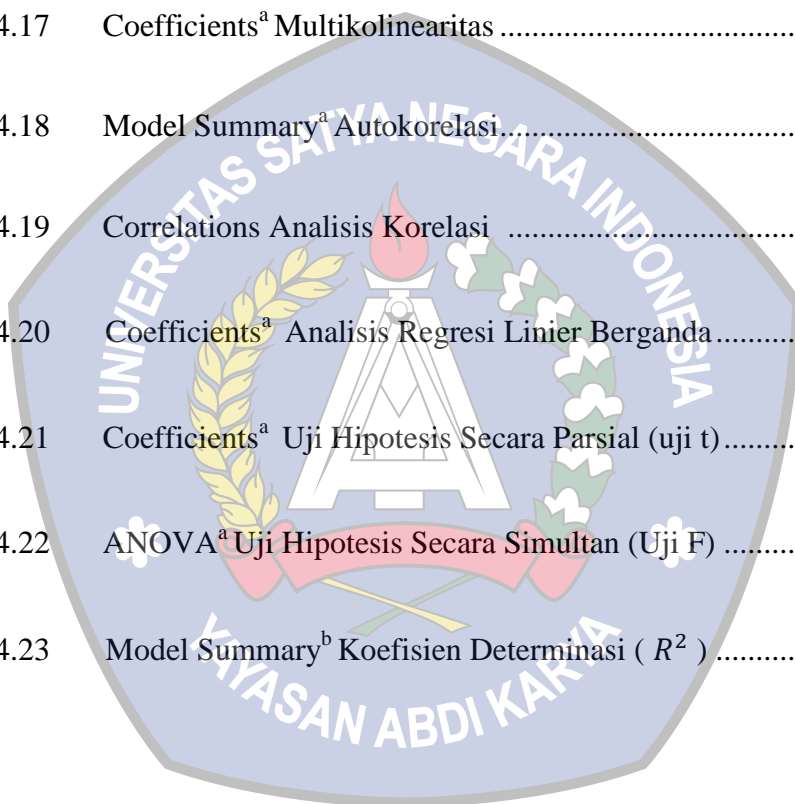 4.17 Coefficientsᵃ Multikolinearitas ....................................
4.18 Model Summaryᵃ Autokorelasi....................................
4.19 Correlations Analisis Korelasi ....................................
4.20 Coefficientsᵃ Analisis Regresi Linier Berganda..........
4.21 Coefficientsᵃ Uji Hipotesis Secara Parsial (uji t).........
4.22 ANOVAᵃ Uji Hipotesis Secara Simultan (Uji F) .........
4.23 Model Summaryᵇ Koefisien Determinasi ( R² ) ..........
UNIVERSITAS SATYA NEGARA INDONESIA
YAYASAN ABDI KARYA